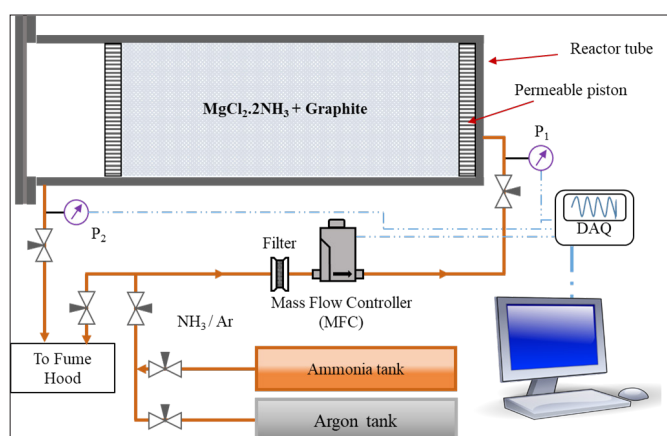 Reactor tube
Permeable piston
MgCl₂.2NH₃ + Graphite
P₁
P₂
DAQ
Filter
Mass Flow Controller
(MFC)
NH₃ / Ar
To Fume
Hood
Ammonia tank
Argon tank